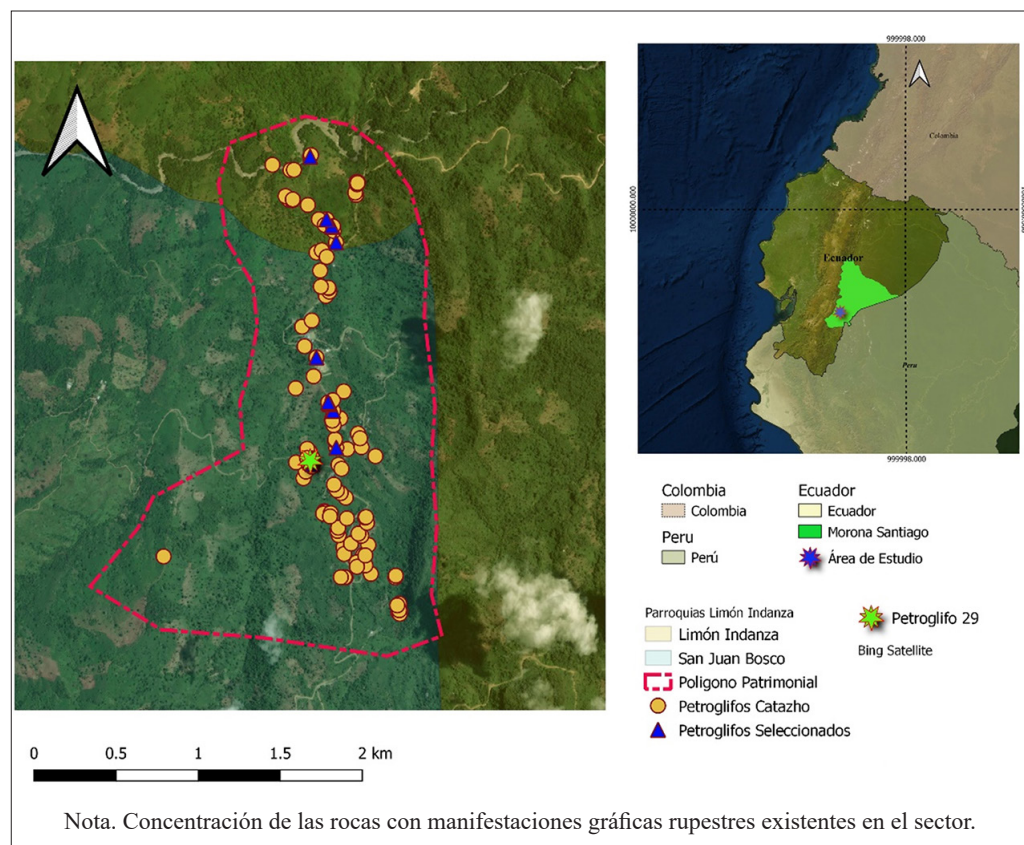 999998.000
Colombia
10000000.000
Ecuador
Peru
999998.000
Colombia
Colombia
Peru
Perú
Ecuador
Ecuador
Morona Santiago
Área de Estudio
Parroquias Limón Indanza
Limón Indanza
San Juan Bosco
Poligono Patrimonial
Petroglifos Catazho
Petroglifos Seleccionados
Petroglifo 29
Bing Satellite
0 0.5 1 1.5 2 km
Nota. Concentración de las rocas con manifestaciones gráficas rupestres existentes en el sector.